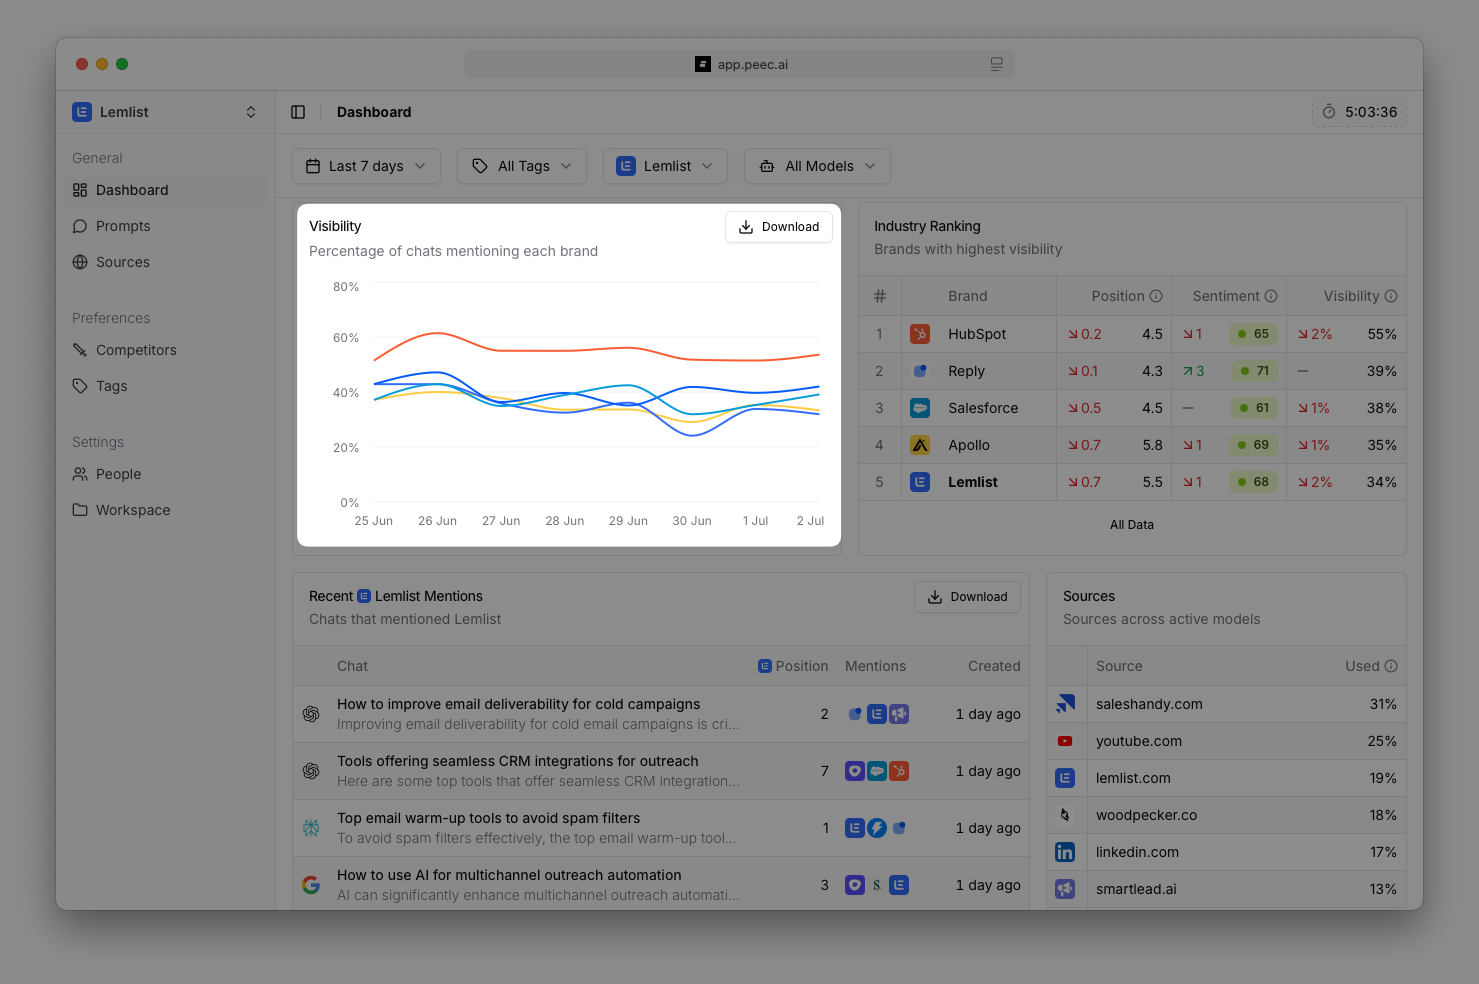 app.peec.ai
Lemlist
Dashboard
5:03:36
General
Dashboard
Prompts
Sources
Preferences
Competitors
Tags
Settings
People
Workspace
Last 7 days
All Tags
Lemlist
All Models
Visibility
Download
Percentage of chats mentioning each brand
80%
60%
40%
20%
0%
25 Jun 26 Jun 27 Jun 28 Jun 29 Jun 30 Jun 1 Jul 2 Jul
Industry Ranking
Brands with highest visibility
# Brand Position Sentiment Visibility
1 HubSpot 0.2 4.5 1 65 2% 55%
2 Reply 0.1 4.3 3 71 — 39%
3 Salesforce 0.5 4.5 — 61 1% 38%
4 Apollo 0.7 5.8 1 69 1% 35%
5 Lemlist 0.7 5.5 1 68 2% 34%
All Data
Recent Lemlist Mentions
Download
Chats that mentioned Lemlist
Chat Position Mentions Created
How to improve email deliverability for cold campaigns
Improving email deliverability for cold email campaigns is cri...
2 1 day ago
Tools offering seamless CRM integrations for outreach
Here are some top tools that offer seamless CRM integration...
7 1 day ago
Top email warm-up tools to avoid spam filters
To avoid spam filters effectively, the top email warm-up tool...
1 1 day ago
How to use AI for multichannel outreach automation
AI can significantly enhance multichannel outreach automati...
3 1 day ago
Sources
Sources across active models
Source Used
saleshandy.com 31%
youtube.com 25%
lemlist.com 19%
woodpecker.co 18%
linkedin.com 17%
smartlead.ai 13%